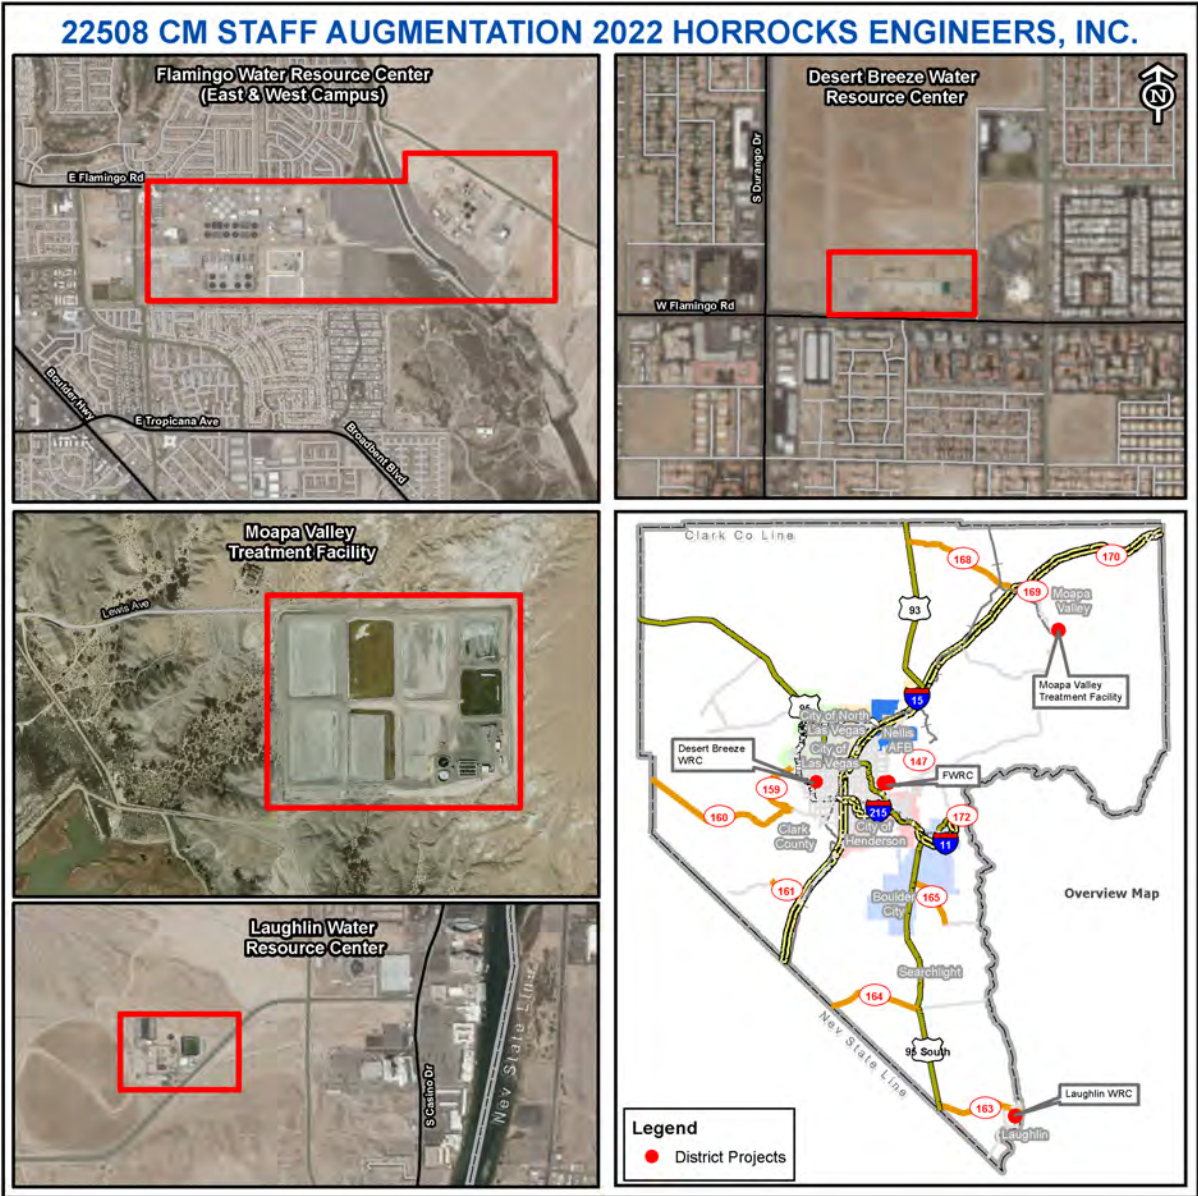 22508 CM STAFF AUGMENTATION 2022 HORROCKS ENGINEERS, INC.
Flamingo Water Resource Center
(East & West Campus)
E Flamingo Rd
Boulder Hwy
E Tropicana Ave
Broadbent Blvd
Desert Breeze Water
Resource Center
N
S Durango Dr
W Flamingo Rd
Moapa Valley
Treatment Facility
Lewis Ave
Laughlin Water
Resource Center
S Casino Dr
Nev State Line
Clark Co Line
168
170
93
169
Moapa
Valley
Moapa Valley
Treatment Facility
15
95
City of North
Las Vegas
Nellis
AFB
City of
Las Vegas
147
Desert Breeze
WRC
FWRC
159
160
215
172
Clark
County
City of
Henderson
11
161
Boulder
City
165
Overview Map
Searchlight
164
Nev State Line
95 South
163
Laughlin WRC
Laughlin
Legend
District Projects